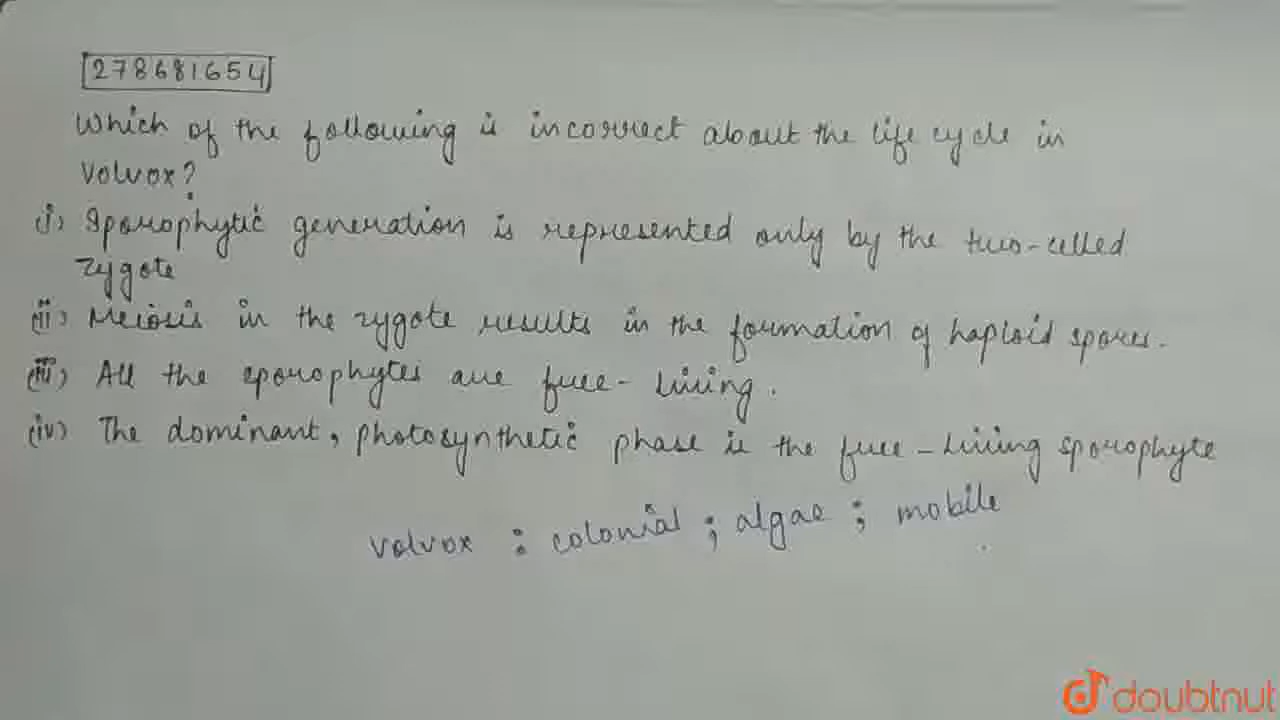 278681654
Which of the following is incorrect about the life cycle in
Volvox?
(i) Sporophytic generation is represented only by the two-celled
zygote
(ii) Meiosis in the zygote results in the formation of haploid spores.
(iii) All the sporophytes are free-living.
(iv) The dominant, photosynthetic phase is the free-living sporophyte
Volvox : colonial ; algae ; mobile
doubtnut